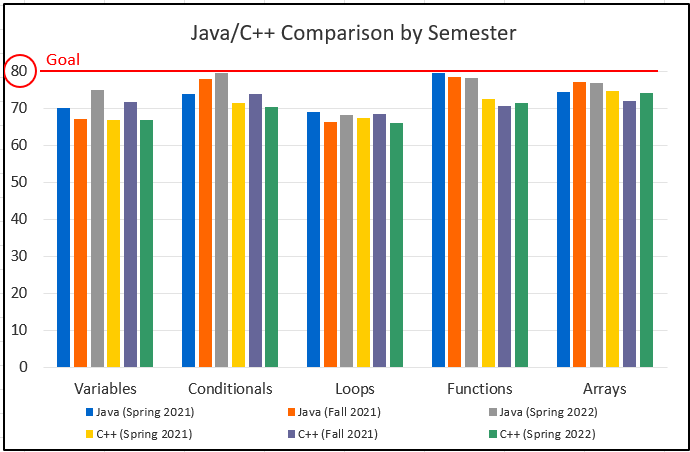 Java/C++ Comparison by Semester
Goal
80
70
60
50
40
30
20
10
0
Variables Conditionals Loops Functions Arrays
Java (Spring 2021) Java (Fall 2021) Java (Spring 2022)
C++ (Spring 2021) C++ (Fall 2021) C++ (Spring 2022)